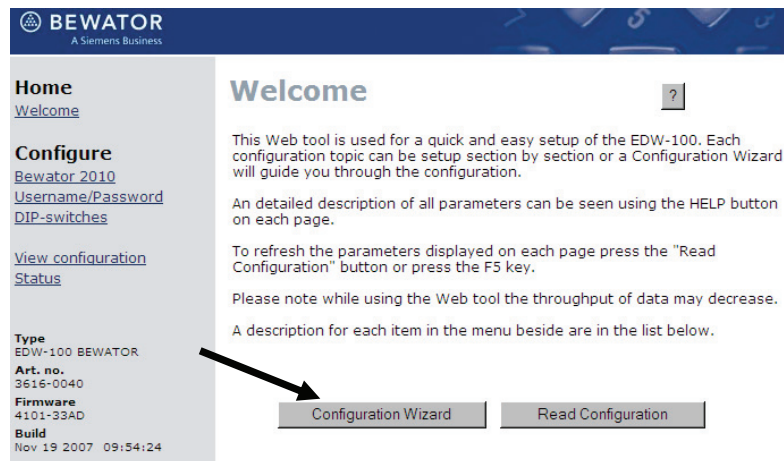 BEWATOR
A Siemens Business
Home
Welcome
Configure
Bewator 2010
Username/Password
DIP-switches
View configuration
Status
Type
EDW-100 BEWATOR
Art. no.
3616-0040
Firmware
4101-33AD
Build
Nov 19 2007 09:54:24
Welcome
?
This Web tool is used for a quick and easy setup of the EDW-100. Each
configuration topic can be setup section by section or a Configuration Wizard
will guide you through the configuration.
An detailed description of all parameters can be seen using the HELP button
on each page.
To refresh the parameters displayed on each page press the "Read
Configuration" button or press the F5 key.
Please note while using the Web tool the throughput of data may decrease.
A description for each item in the menu beside are in the list below.
Configuration Wizard
Read Configuration